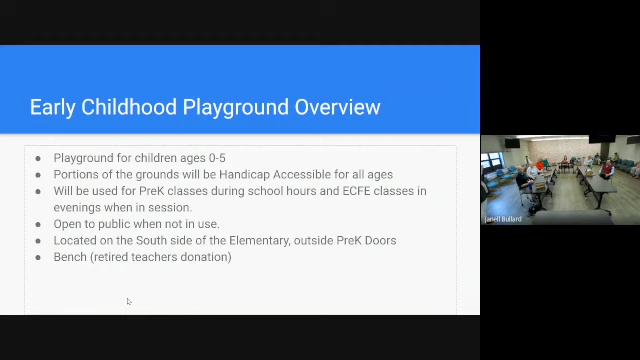 Early Childhood Playground Overview
● Playground for children ages 0-5
● Portions of the grounds will be Handicap Accessible for all ages
● Will be used for PreK classes during school hours and ECFE classes in
evenings when in session.
● Open to public when not in use.
● Located on the South side of the Elementary, outside PreK Doors
● Bench (retired teachers donation)
Janell Bullard